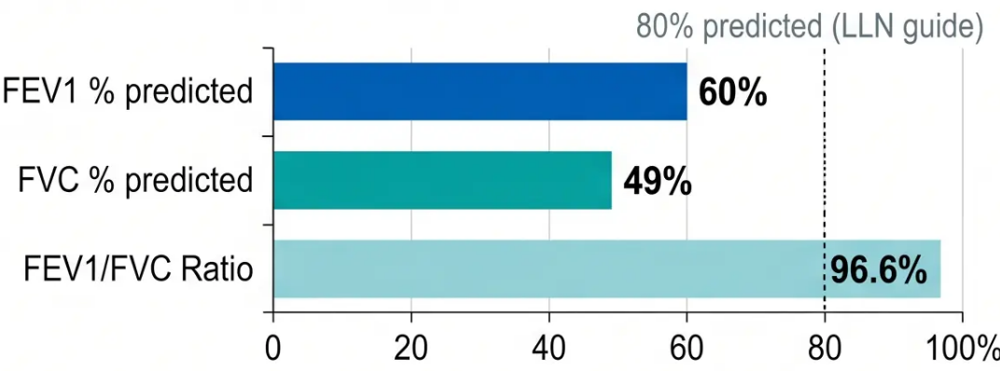 80% predicted (LLN guide)
FEV1 % predicted 60%
FVC % predicted 49%
FEV1/FVC Ratio 96.6%
0 20 40 60 80 100%